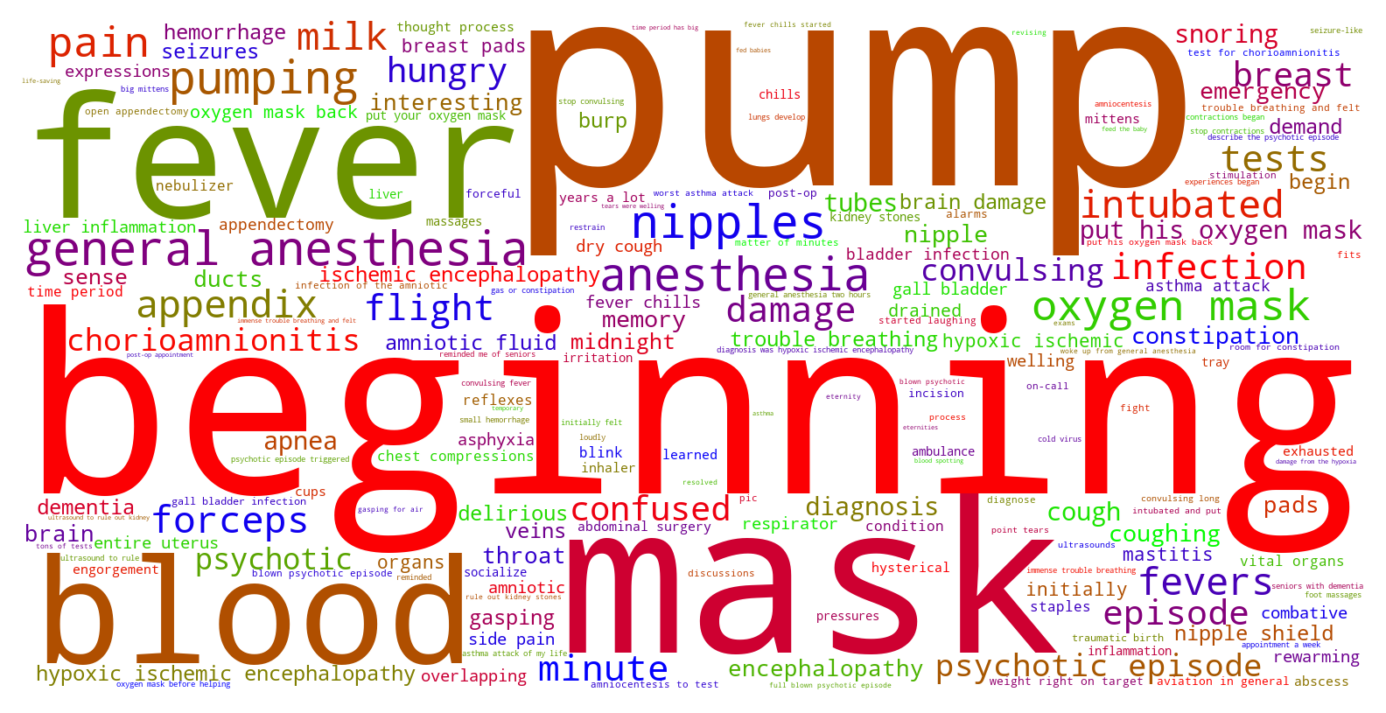 time period has big
fever chills started
thought process
hemorrhage
milk
pump
revising
snoring
seizure-like
pain
seizures
breast pads
fed babies
test for chorioamnionitis
expressions
pumping
hungry
breast
life-saving
big mittens
chills
emergency
open appendectomy
oxygen mask back
interesting
stop convulsing
amniocentesis
trouble breathing and felt
put your oxygen mask
lungs develop
mittens
contractions began
fever
burp
feed the baby
stop contractions
demand
describe the psychotic episode
tests
nebulizer
liver
forceful
years a lot
worst asthma attack
post-op
stimulation
experiences began
begin
tubes
brain damage
intubated
tears were welling
liver inflammation
appendectomy
massages
restrain
nipples
kidney stones
alarms
nipple
put his oxygen mask
general anesthesia
dry cough
matter of minutes
bladder infection
put his oxygen mask back
fits
sense
ducts
ischemic encephalopathy
anesthesia
convulsing
infection
time period
infection of the amniotic
gas or constipation
gall bladder
asthma attack
appendix
flight
fever chills
general anesthesia two hours
damage
drained
oxygen mask
immense trouble breathing and felt
memory
started laughing
exams
chorioamnionitis
amniotic fluid
midnight
trouble breathing
hypoxic ischemic
constipation
room for constipation
post-op appointment
reminded me of seniors
irritation
diagnosis was hypoxic ischemic encephalopathy
woke up from general anesthesia
welling
tray
beginning
convulsing fever
blown psychotic
on-call
reflexes
incision
eternity
temporary
small hemorrhage
initially felt
asthma
process
fight
apnea
asphyxia
loudly
eternities
cold virus
psychotic episode triggered
chest compressions
blink
learned
ambulance
exhausted
inhaler
blood spotting
damage from the hypoxia
resolved
cups
dementia
gall bladder infection
gasping for air
pic
diagnose
convulsing long
pads
forceps
delirious
confused
diagnosis
cough
intubated and put
ultrasound to rule out kidney
brain
veins
abdominal surgery
respirator
condition
point tears
coughing
tons of tests
entire uterus
mask
ultrasounds
mastitis
ultrasound to rule
psychotic
organs
throat
vital organs
engorgement
blown psychotic episode
socialize
discussions
hysterical
immense trouble breathing
fevers
reminded
amniotic
initially
seniors with dementia
blood
rule out kidney stones
foot massages
gasping
pressures
staples
episode
combative
appointment a week
side pain
traumatic birth
nipple shield
asthma attack of my life
inflammation
rewarming
hypoxic ischemic encephalopathy
overlapping
minute
encephalopathy
psychotic episode
oxygen mask before helping
amniocentesis to test
full blown psychotic episode
weight right on target
aviation in general
abscess